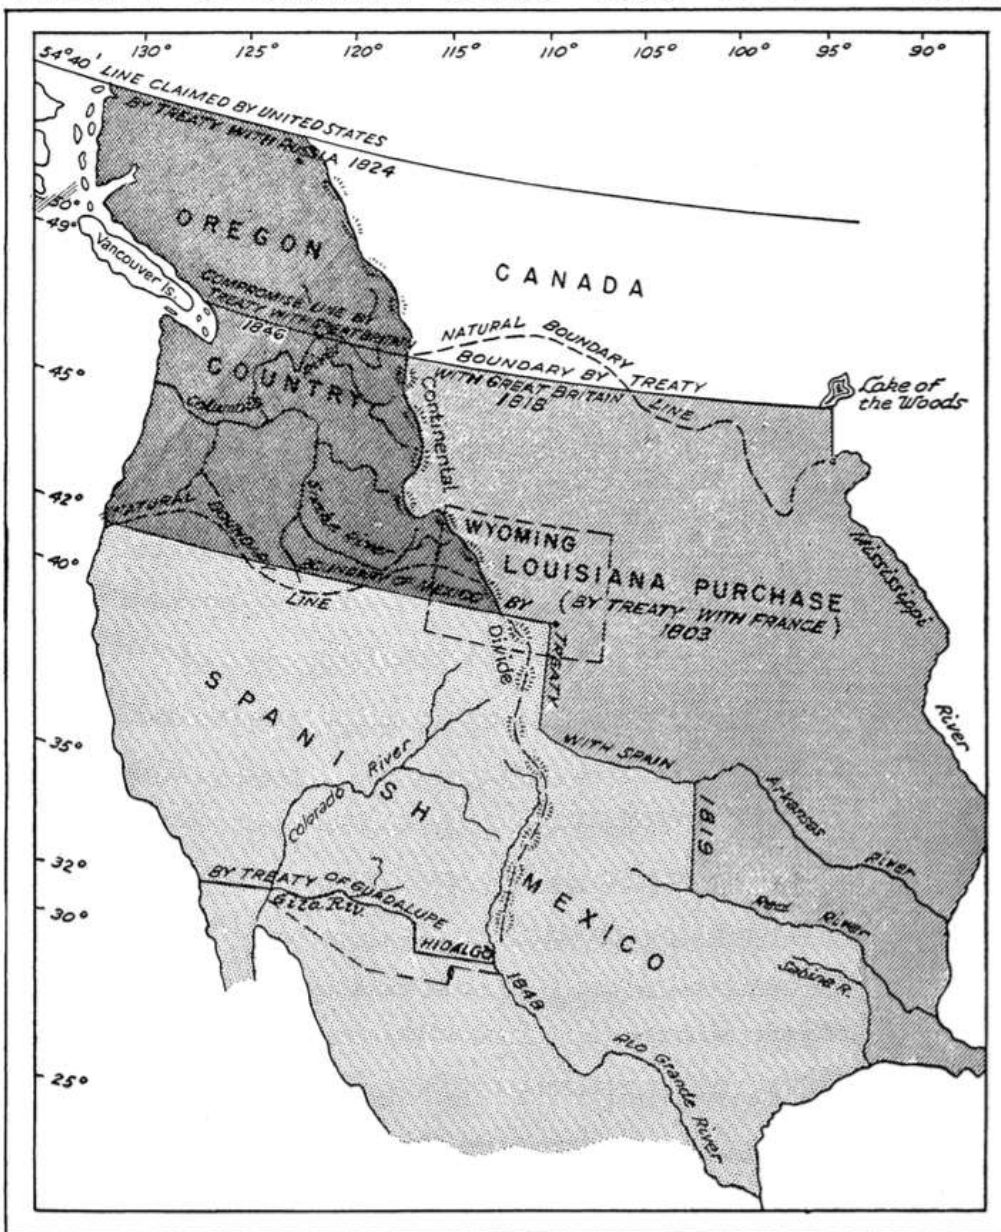 130° 125° 120° 115° 110° 105° 100° 95° 90°
54°40' LINE CLAIMED BY UNITED STATES
BY TREATY WITH RUSSIA 1824
50°
49°
OREGON
Vancouver Is.
CANADA
COMPROMISE LINE BY
TREATY WITH GREAT BRITAIN
1846
NATURAL BOUNDARY
LINE
BOUNDARY BY TREATY
WITH GREAT BRITAIN
1818
Lake of
the Woods
45°
COUNTRY
Columbia
Continental
42°
NATURAL
BOUNDARY
LINE
Snake River
WYOMING
LOUISIANA PURCHASE
(BY TREATY WITH FRANCE)
1803
Mississippi
River
40°
BOUNDARY OF MEXICO BY
TREATY
Divide
SPANISH
35°
WITH SPAIN
1819
Colorado River
Arkansas
River
32°
BY TREATY OF GUADALUPE
HIDALGO
1848
Gila Riv.
30°
MEXICO
Red River
Sabine R.
25°
Rio Grande
River